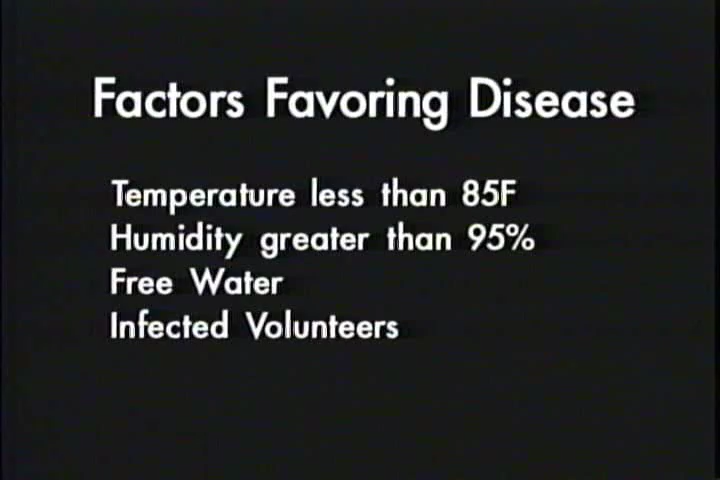 Factors Favoring Disease
Temperature less than 85F
Humidity greater than 95%
Free Water
Infected Volunteers